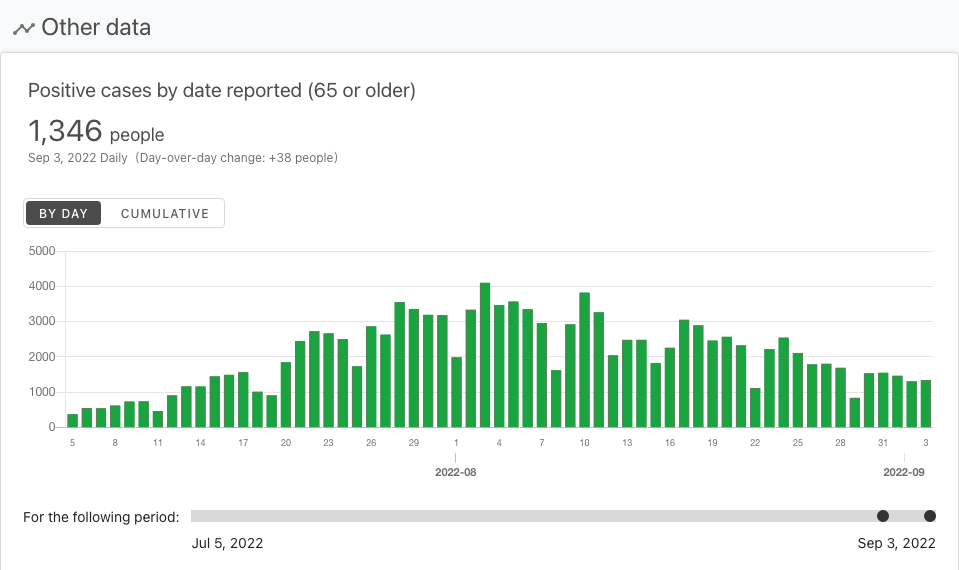 Other data
Positive cases by date reported (65 or older)
1,346 people
Sep 3, 2022 Daily (Day-over-day change: +38 people)
BY DAY CUMULATIVE
5000
4000
3000
2000
1000
0
5 8 11 14 17 20 23 26 29 1 4 7 10 13 16 19 22 25 28 31 3
2022-08 2022-09
For the following period:
Jul 5, 2022 Sep 3, 2022